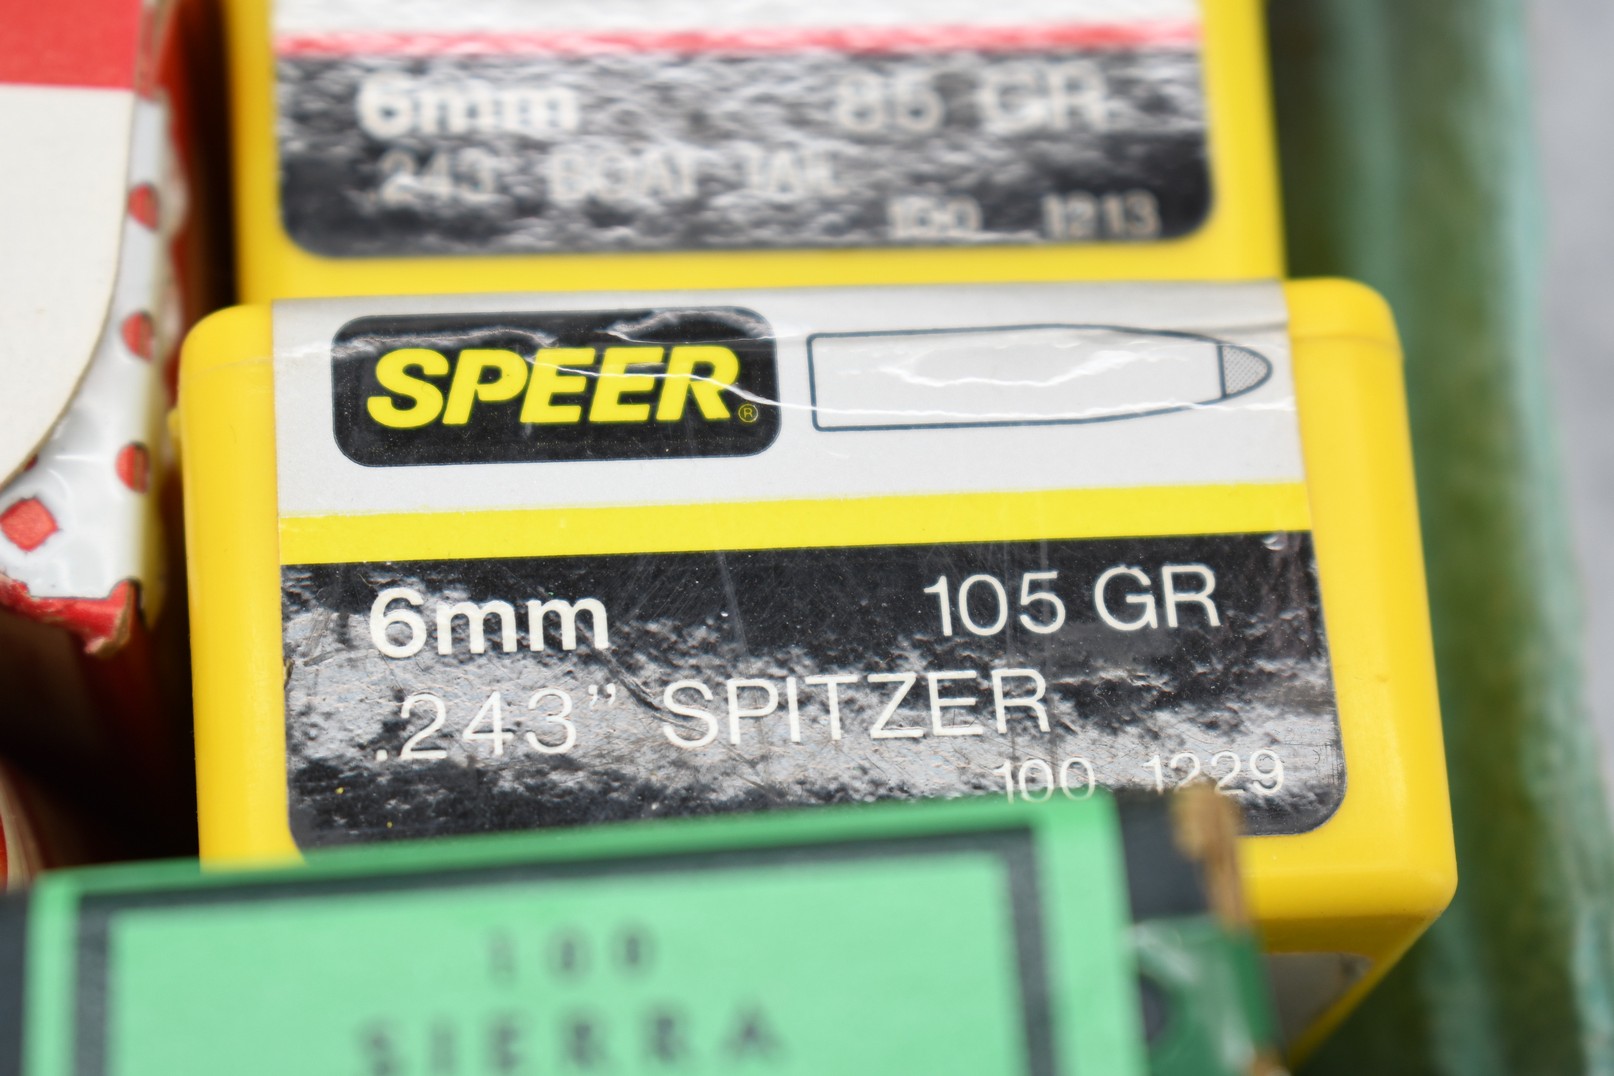 6mm 85 GR
.243" BOAT TAIL
100 1213
SPEER®
6mm 105 GR
.243” SPITZER
100 1229
100
SIERRA